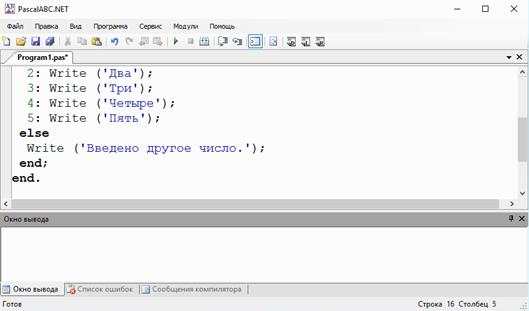 PascalABC.NET
Файл Правка Вид Программа Сервис Модули Помощь
Program1.pas*
2: Write ('Два');
3: Write ('Три');
4: Write ('Четыре');
5: Write ('Пять');
else
Write ('Введено другое число.');
end;
end.
Окно вывода
Окно вывода Список ошибок Сообщения компилятора
Готов Строка 16 Столбец 5